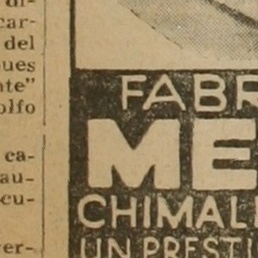 di-
car-
del
ues
nte"
olfo
ca-
au-
cu-
ver-
FABR
ME
CHIMAL
UN PRESTI